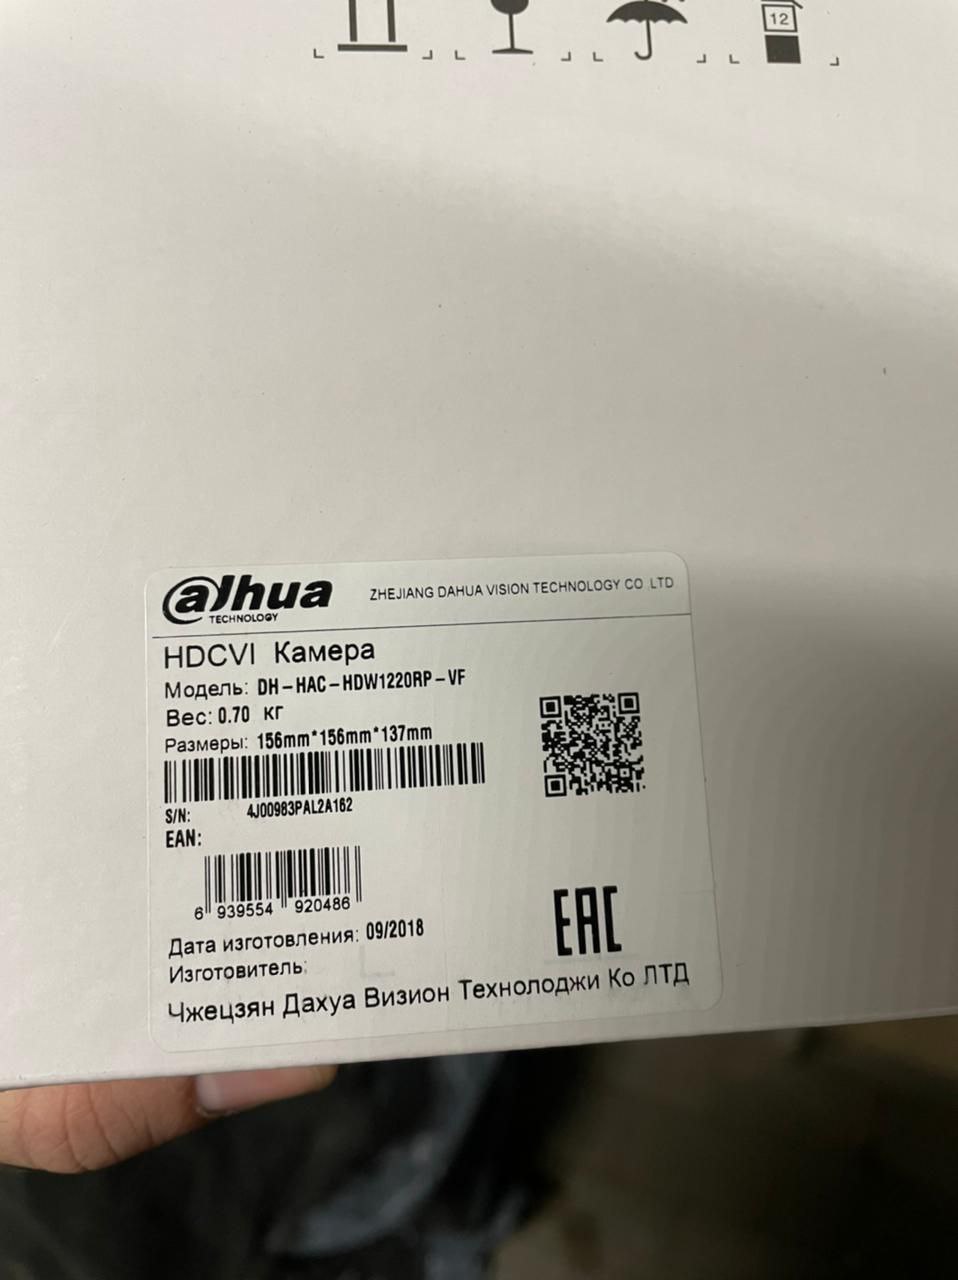 12
alhua
TECHNOLOGY
ZHEJIANG DAHUA VISION TECHNOLOGY CO LTD
HDCVI Камера
Модель: DH-HAC-HDW1220RP-VF
Вес: 0.70 кг
Размеры: 156mm*156mm*137mm
S/N: 4J00983PAL2A162
EAN:
6 939554 920486
Дата изготовления: 09/2018
Изготовитель:
Чжецзян Дахуа Визион Технолоджи Ко ЛТД
EAC